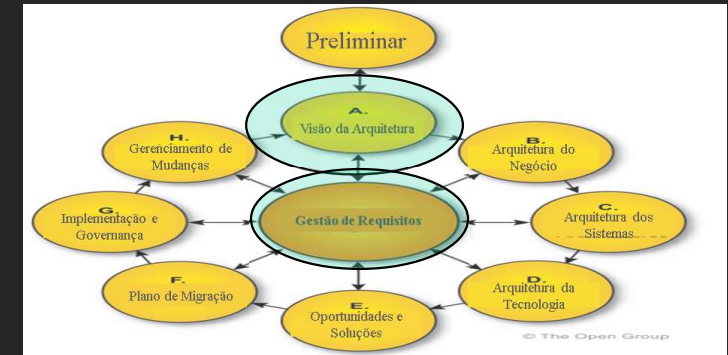 Preliminar
A.
Visão da Arquitetura
H.
Gerenciamento de
Mudanças
B.
Arquitetura do
Negócio
G.
Implementação e
Governança
Gestão de Requisitos
C.
Arquitetura dos
Sistemas
F.
Plano de Migração
E.
Oportunidades e
Soluções
D.
Arquitetura da
Tecnologia
© The Open Group